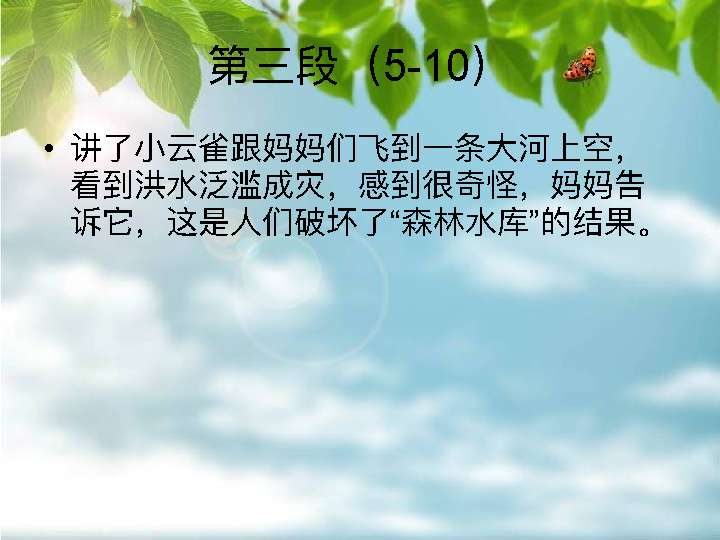 第三段（5-10）
• 讲了小云雀跟妈妈们飞到一条大河上空，
看到洪水泛滥成灾，感到很奇怪，妈妈告
诉它，这是人们破坏了“森林水库”的结果。